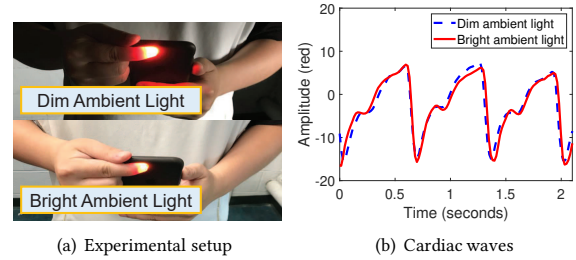 Dim Ambient Light
Bright Ambient Light
(a) Experimental setup
20
10
0
-10
-20
Amplitude (red)
Dim ambient light
Bright ambient light
0
0.5
1
1.5
2
Time (seconds)
(b) Cardiac waves